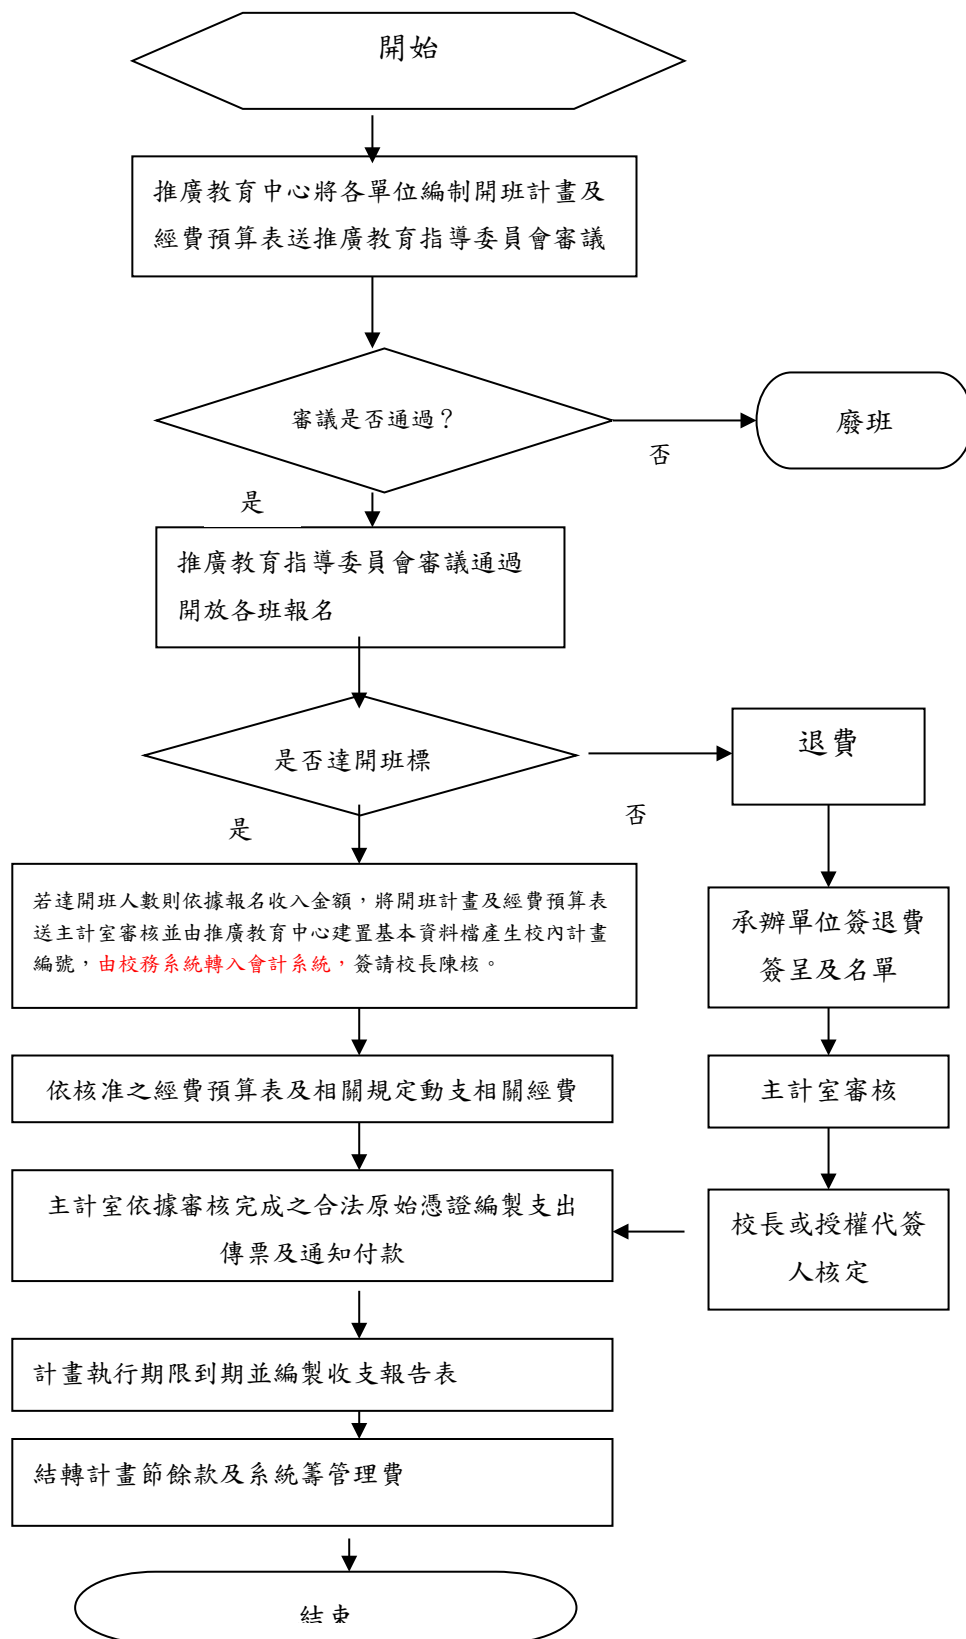 開始
推廣教育中心將各單位編制開班計畫及
經費預算表送推廣教育指導委員會審議
審議是否通過？
廢班
否
是
推廣教育指導委員會審議通過
開放各班報名
是否達開班標
退費
否
是
若達開班人數則依據報名收入金額，將開班計畫及經費預算表
送主計室審核並由推廣教育中心建置基本資料檔產生校內計畫
編號，由校務系統轉入會計系統，簽請校長陳核。
承辦單位簽退費
簽呈及名單
依核准之經費預算表及相關規定動支相關經費
主計室審核
主計室依據審核完成之合法原始憑證編製支出
傳票及通知付款
校長或授權代簽
人核定
計畫執行期限到期並編製收支報告表
結轉計畫節餘款及系統籌管理費
結束